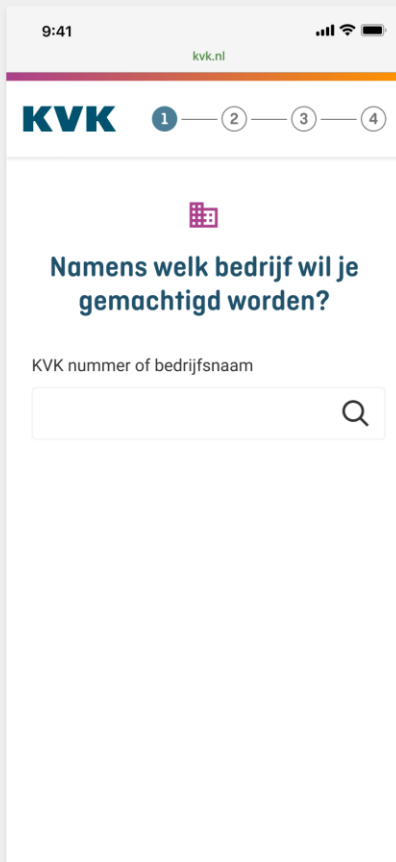 9:41
kvk.nl
KVK 1 2 3 4
Namens welk bedrijf wil je
gemachtigd worden?
KVK nummer of bedrijfsnaam